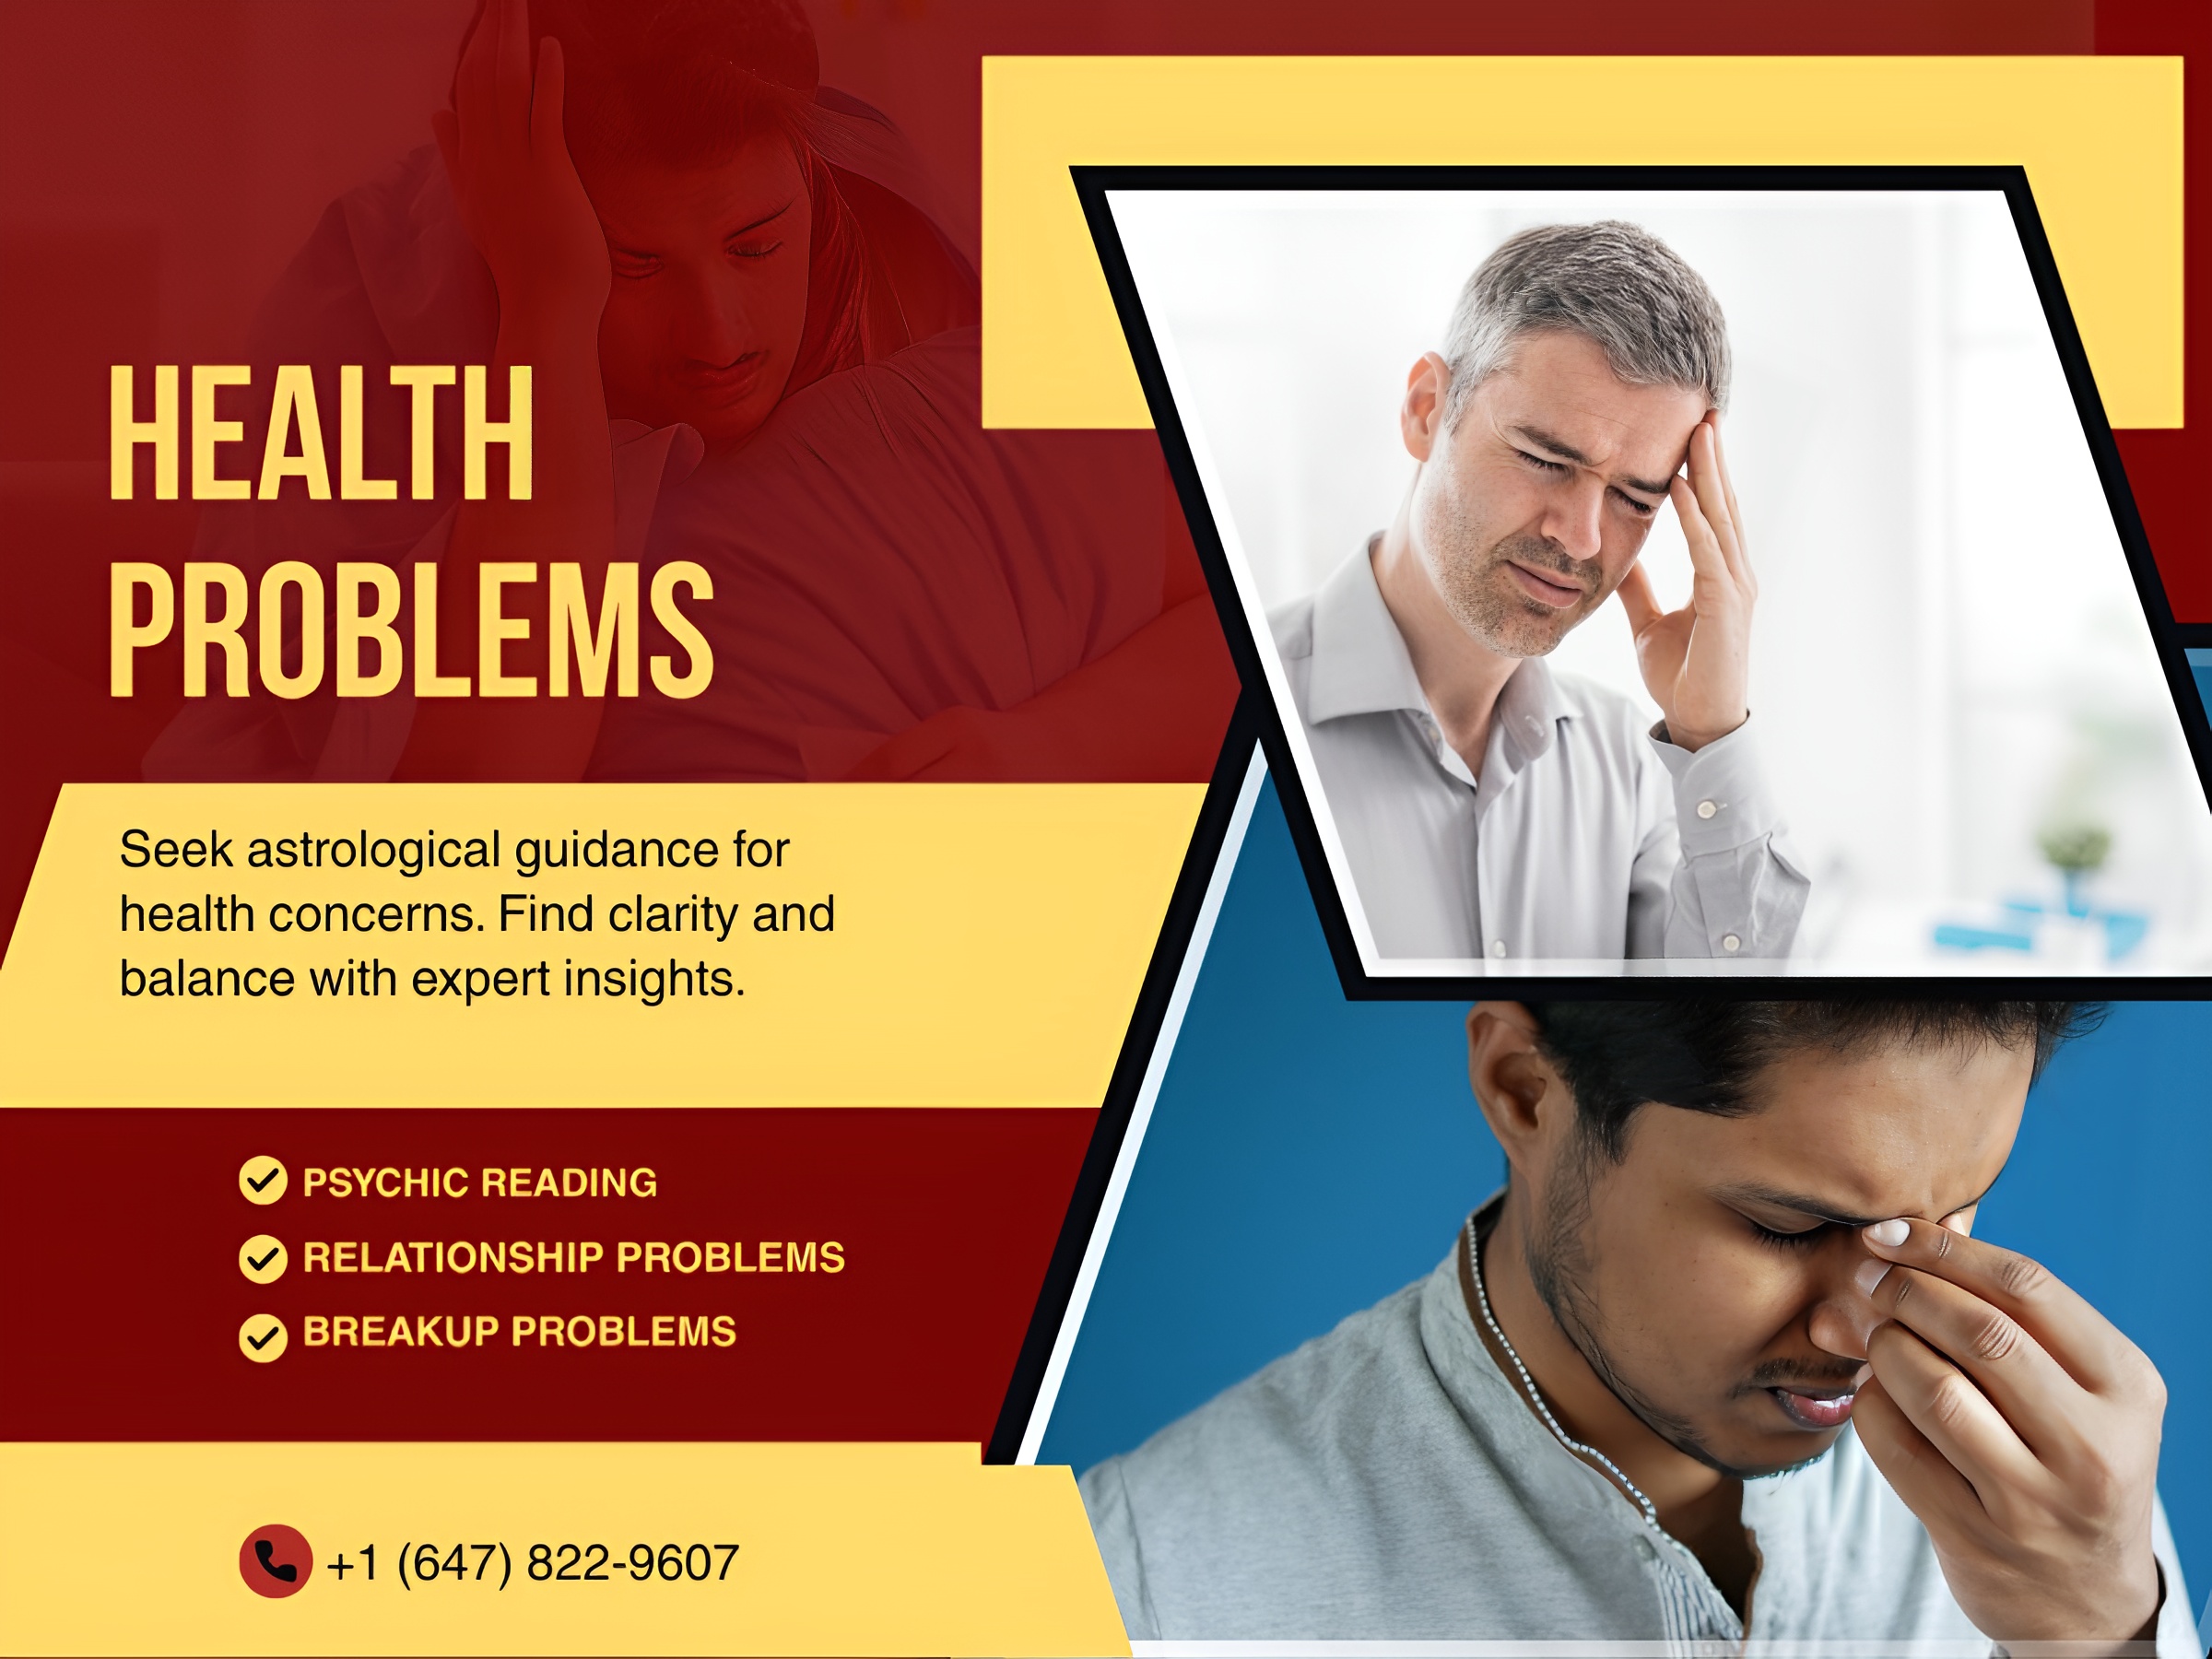 HEALTH
PROBLEMS
Seek astrological guidance for
health concerns. Find clarity and
balance with expert insights.
PSYCHIC READING
RELATIONSHIP PROBLEMS
BREAKUP PROBLEMS
+1 (647) 822-9607